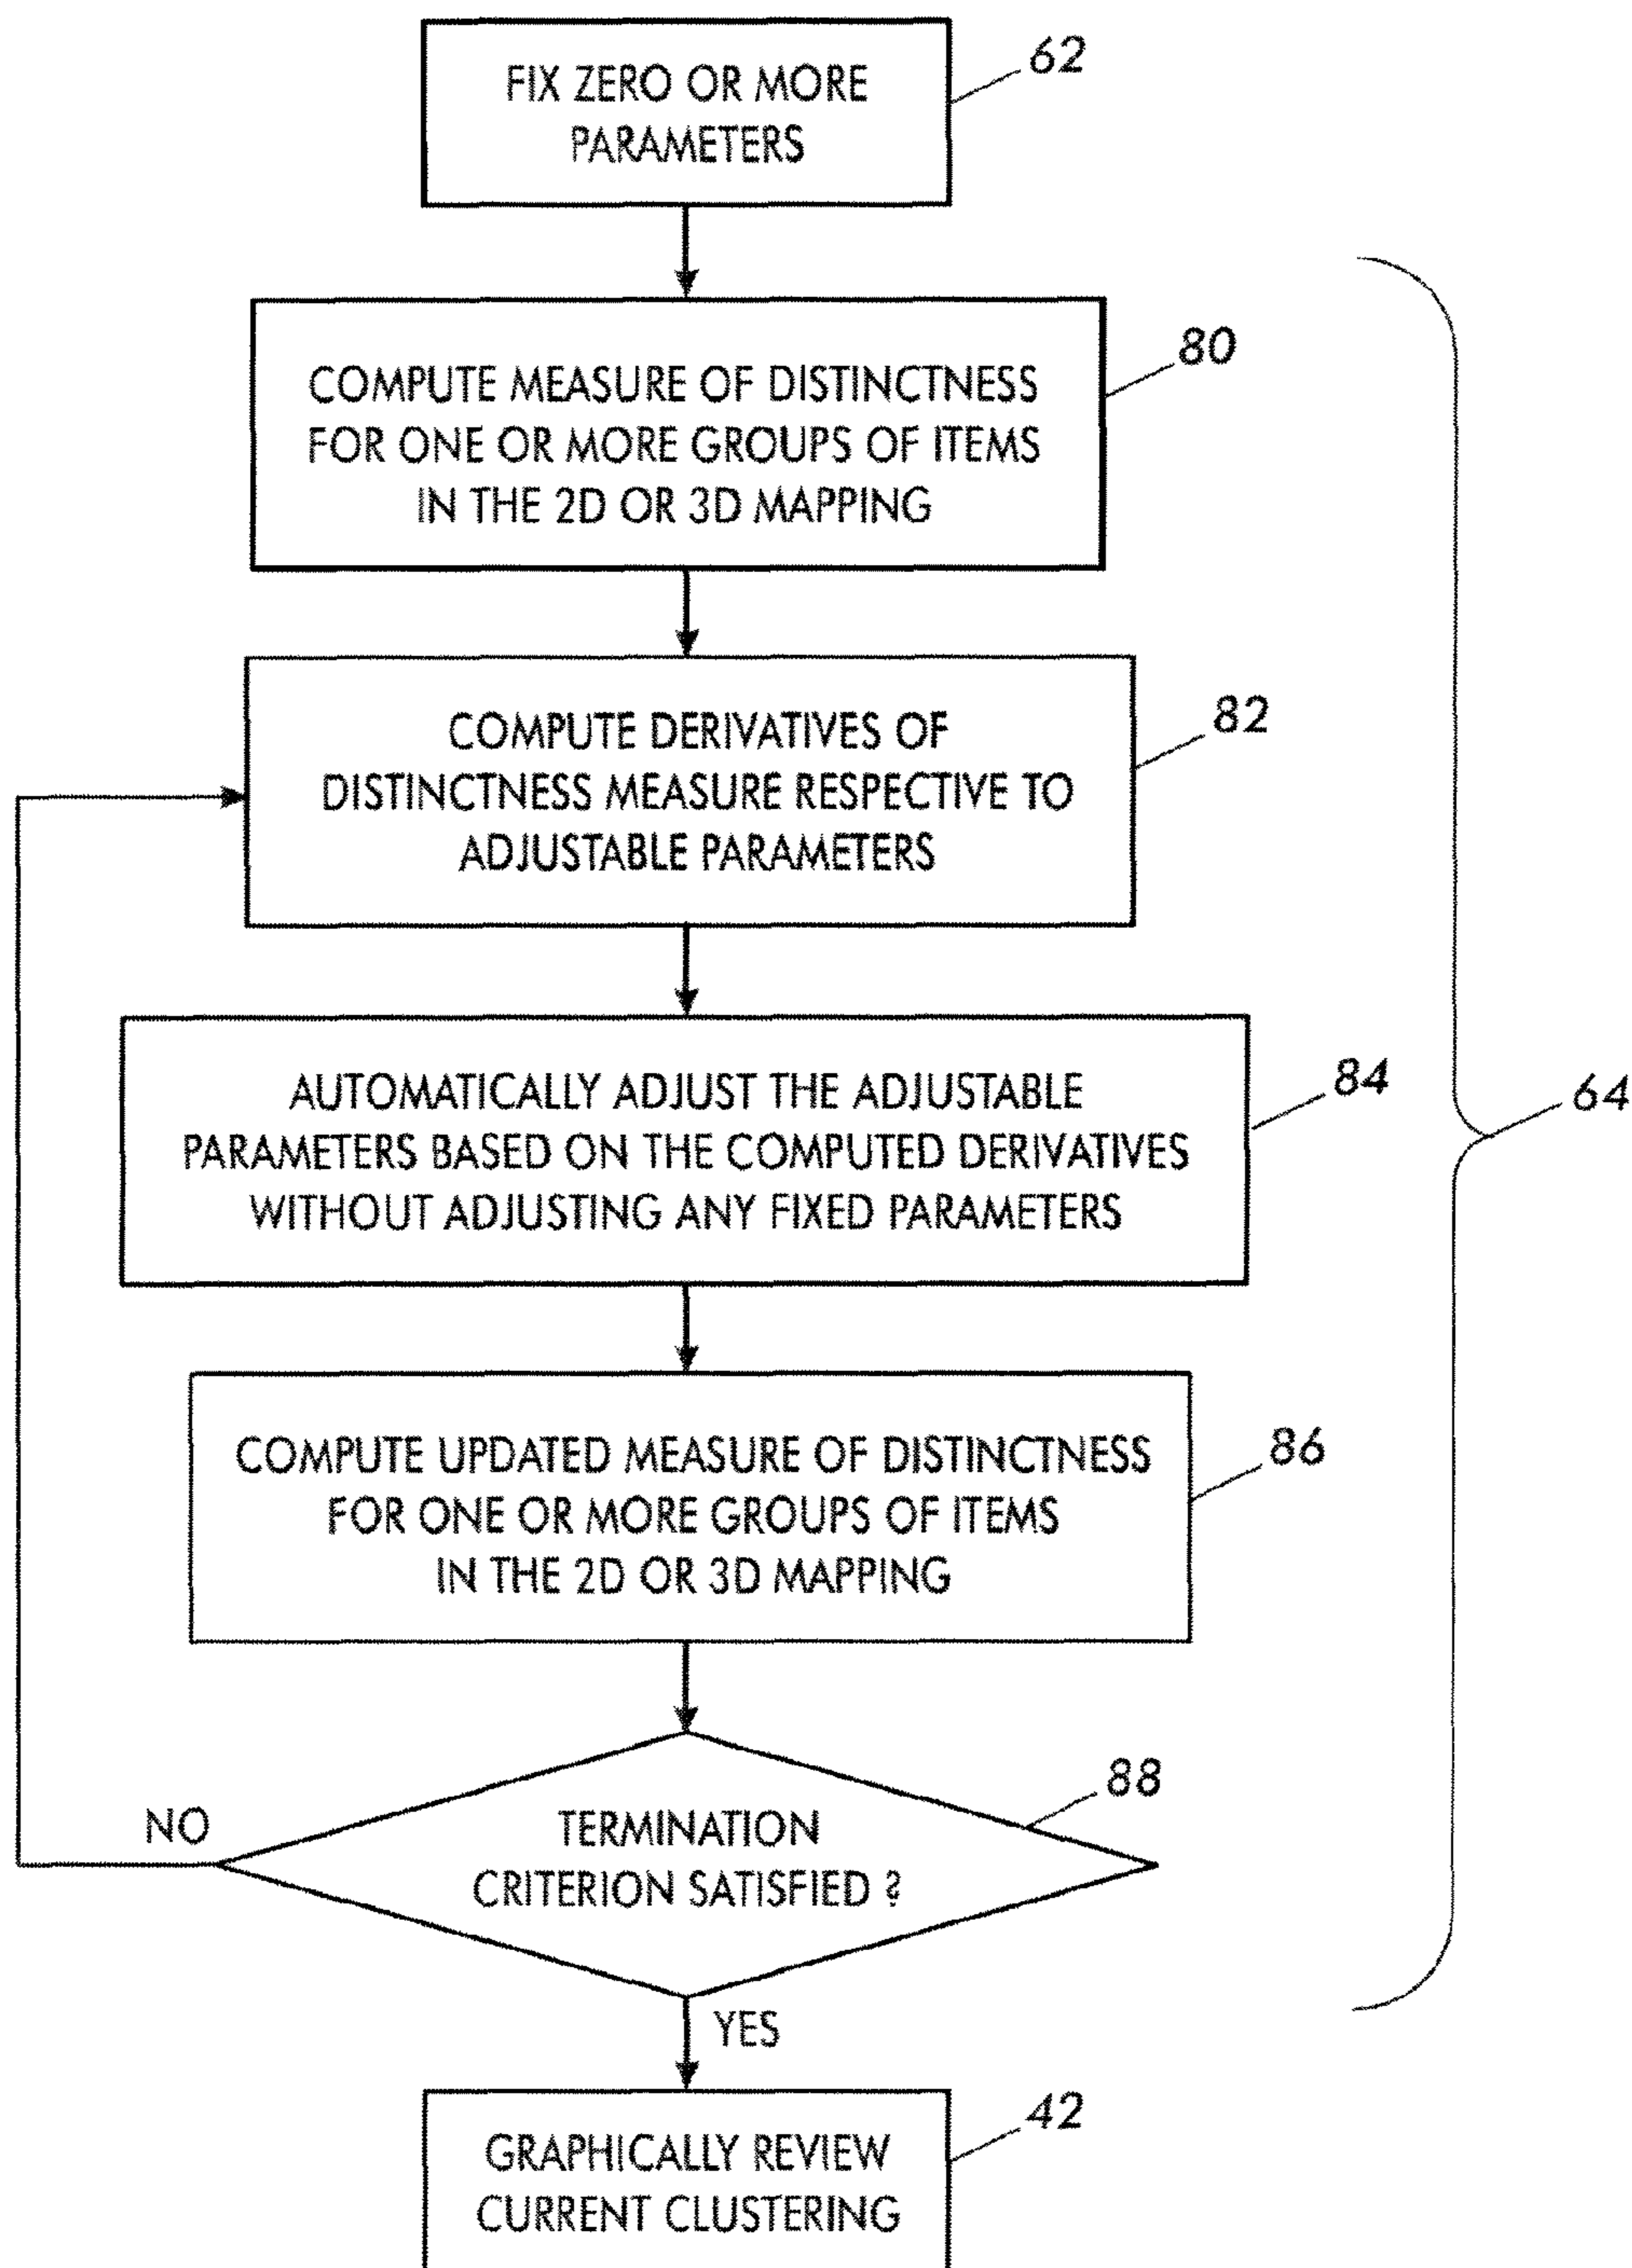 FIX ZERO OR MORE
PARAMETERS
62
COMPUTE MEASURE OF DISTINCTNESS
FOR ONE OR MORE GROUPS OF ITEMS
IN THE 2D OR 3D MAPPING
80
COMPUTE DERIVATIVES OF
DISTINCTNESS MEASURE RESPECTIVE TO
ADJUSTABLE PARAMETERS
82
AUTOMATICALLY ADJUST THE ADJUSTABLE
PARAMETERS BASED ON THE COMPUTED DERIVATIVES
WITHOUT ADJUSTING ANY FIXED PARAMETERS
84
64
COMPUTE UPDATED MEASURE OF DISTINCTNESS
FOR ONE OR MORE GROUPS OF ITEMS
IN THE 2D OR 3D MAPPING
86
TERMINATION
CRITERION SATISFIED ?
88
NO
YES
GRAPHICALLY REVIEW
CURRENT CLUSTERING
42